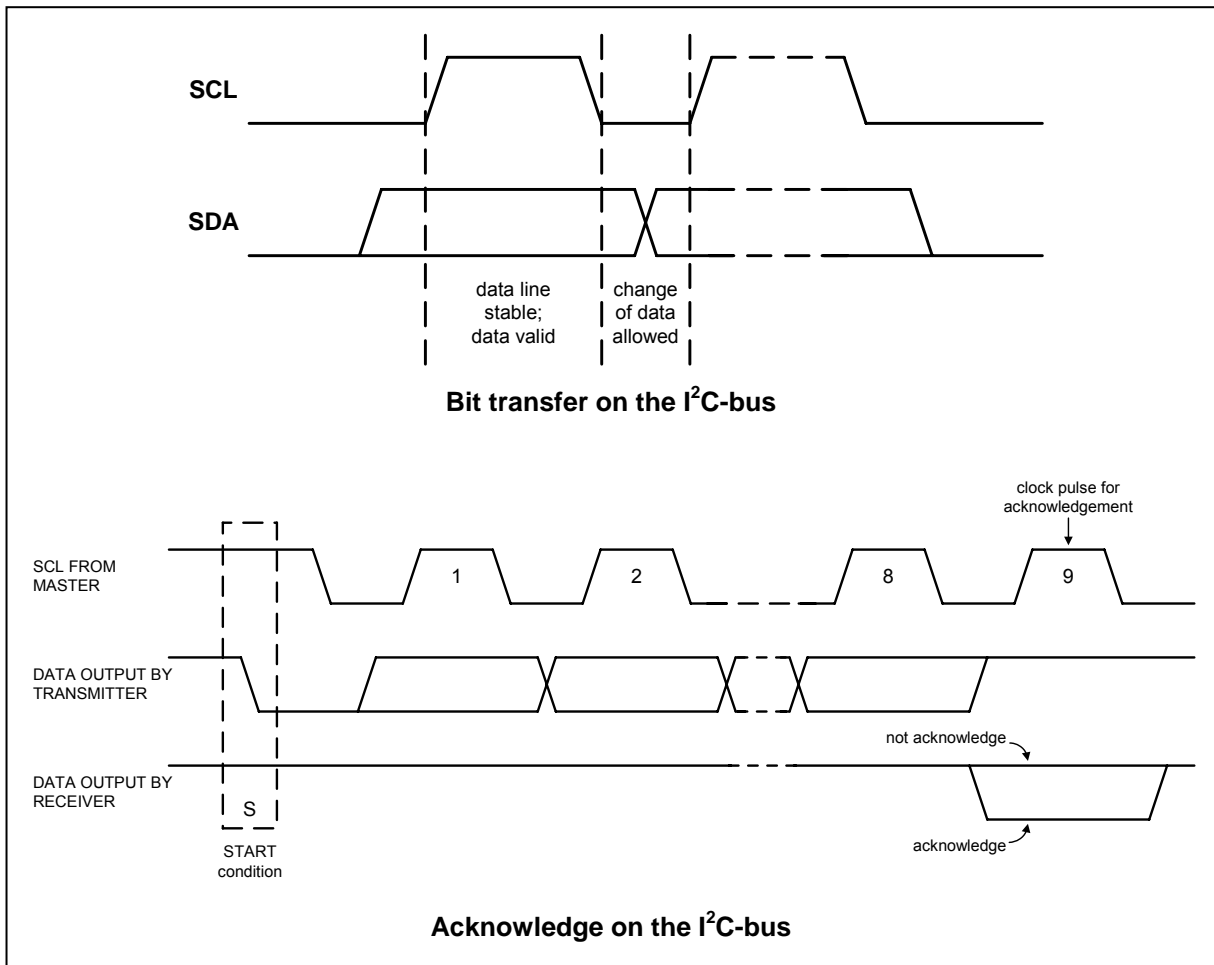 SCL
SDA
data line
stable;
data valid
change
of data
allowed
Bit transfer on the I²C-bus
clock pulse for
acknowledgement
SCL FROM
MASTER
1
2
8
9
DATA OUTPUT BY
TRANSMITTER
not acknowledge
DATA OUTPUT BY
RECEIVER
S
acknowledge
START
condition
Acknowledge on the I²C-bus